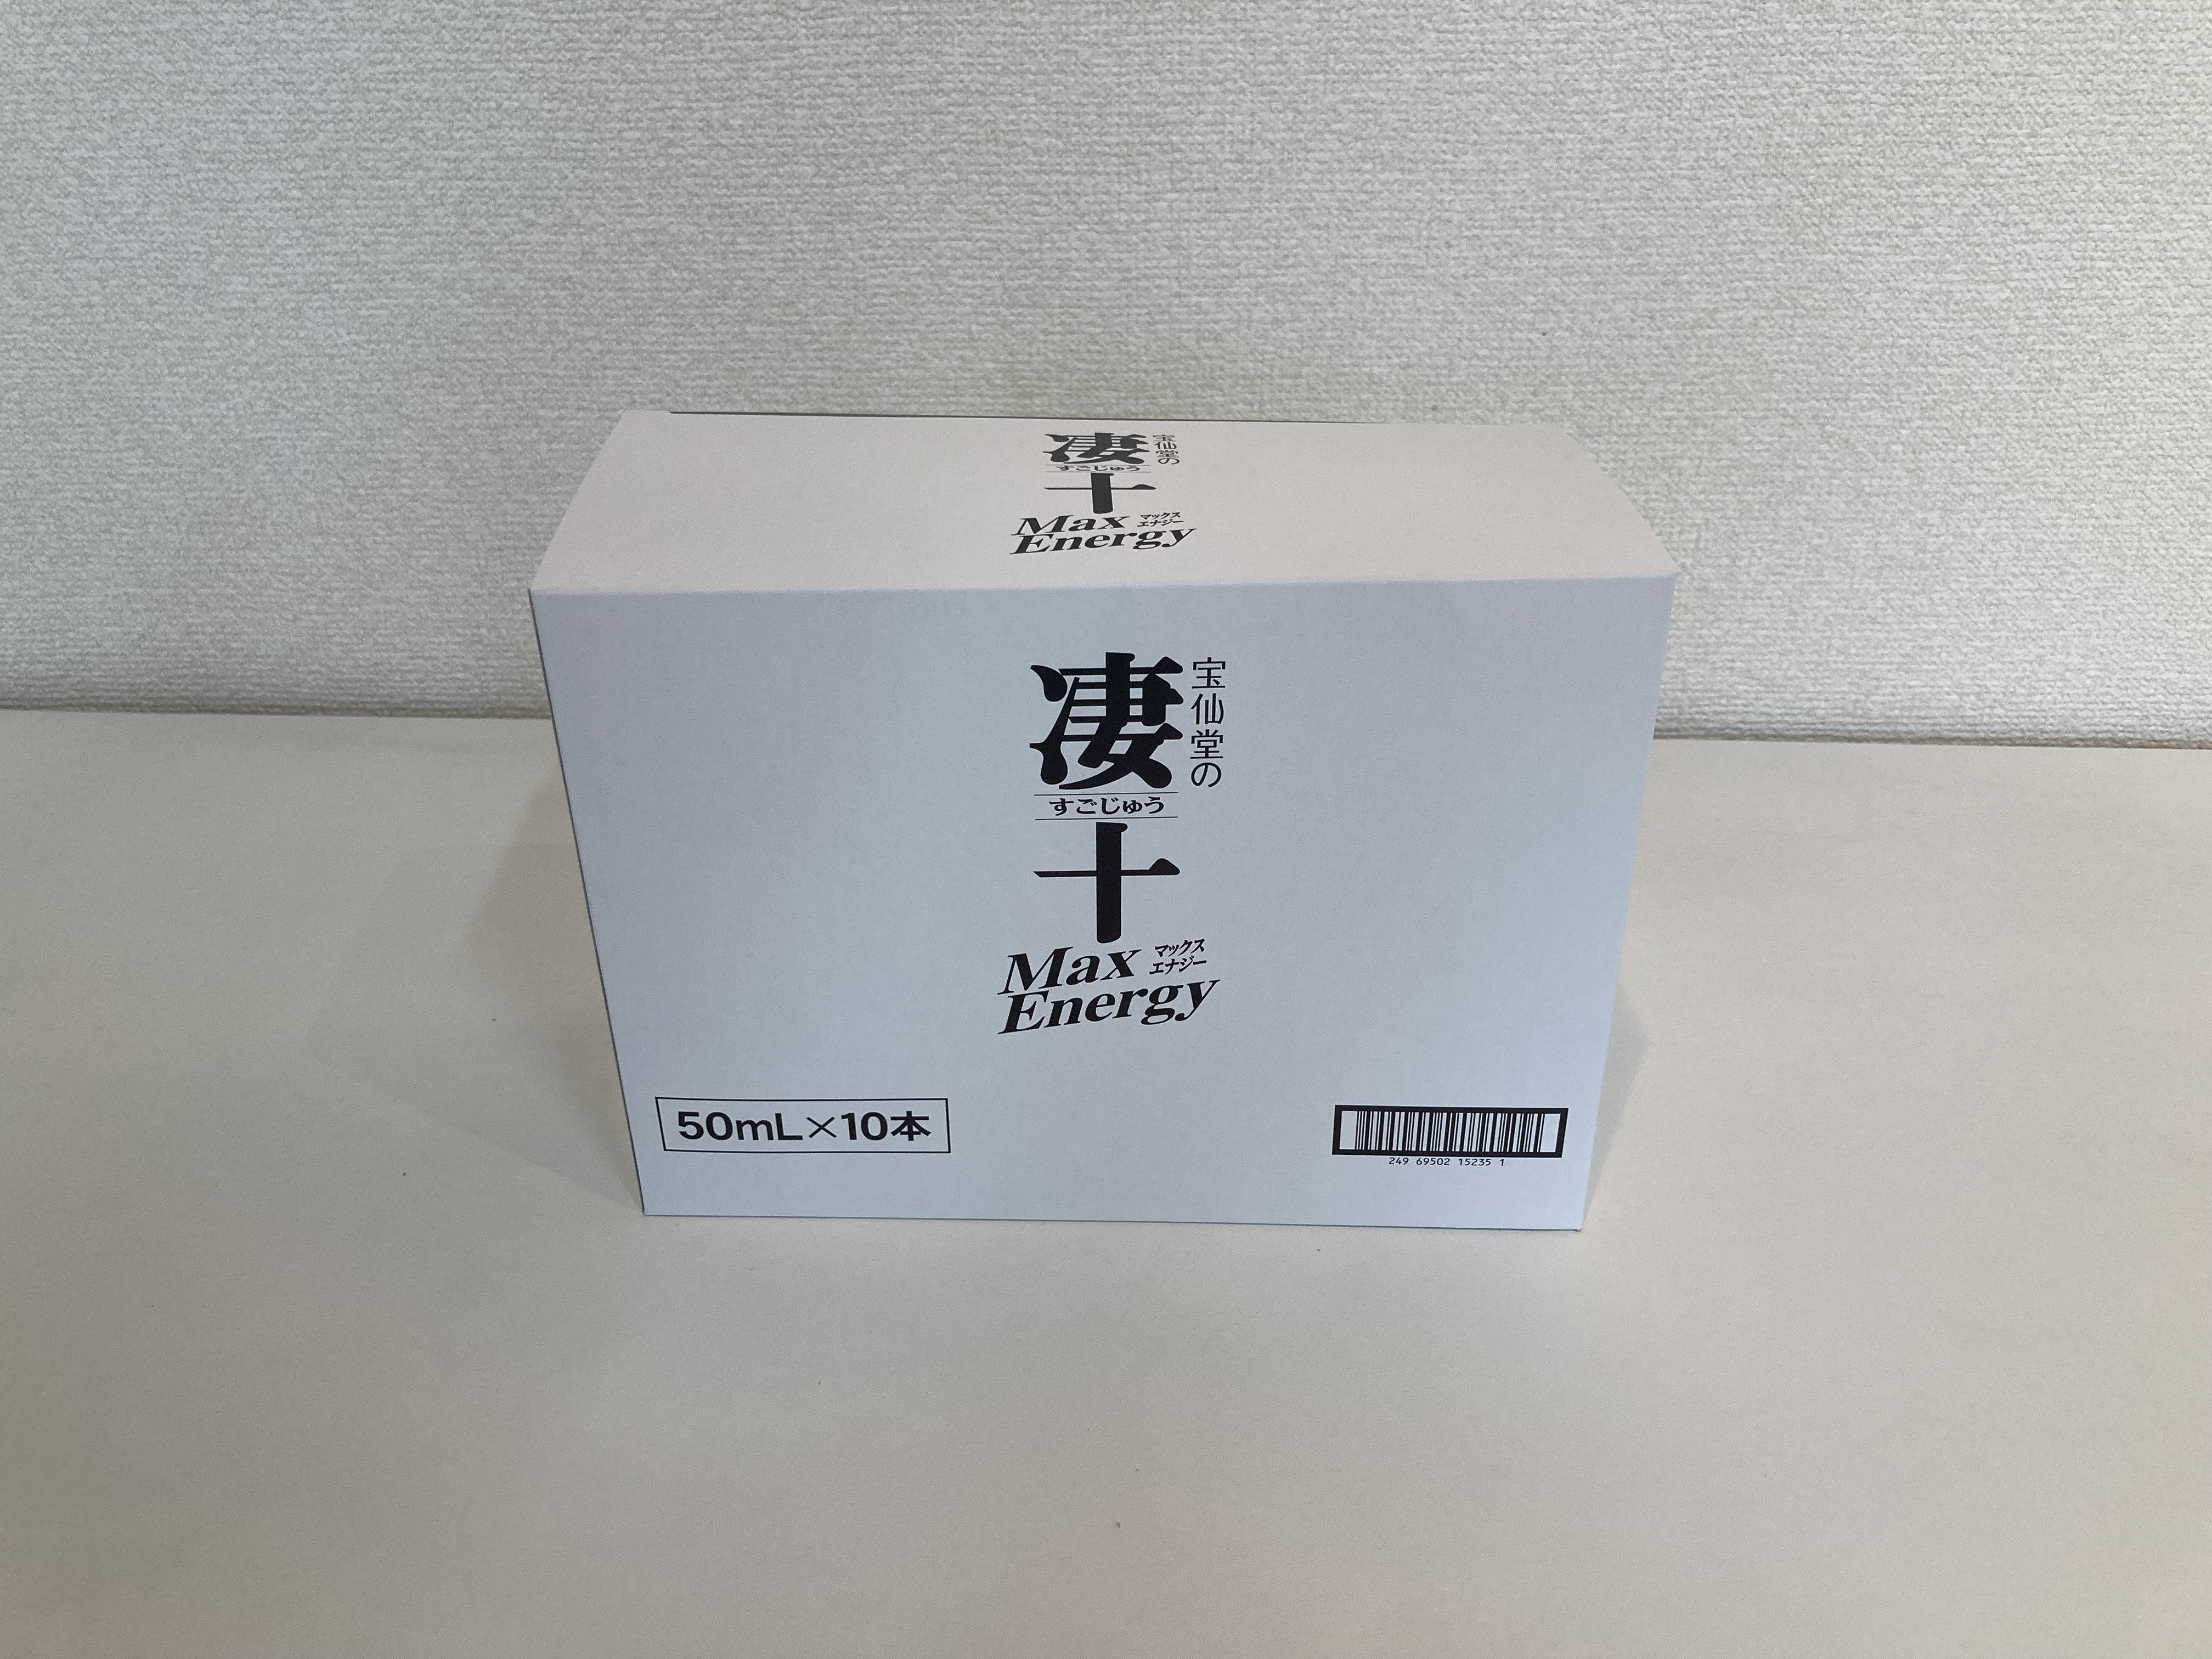 宝仙堂の
凄
すごじゅう
十
Max マックス
Energy エナジー
宝仙堂の
凄
すごじゅう
十
Max マックス
Energy エナジー
50mL×10本
249 69502 15235 1